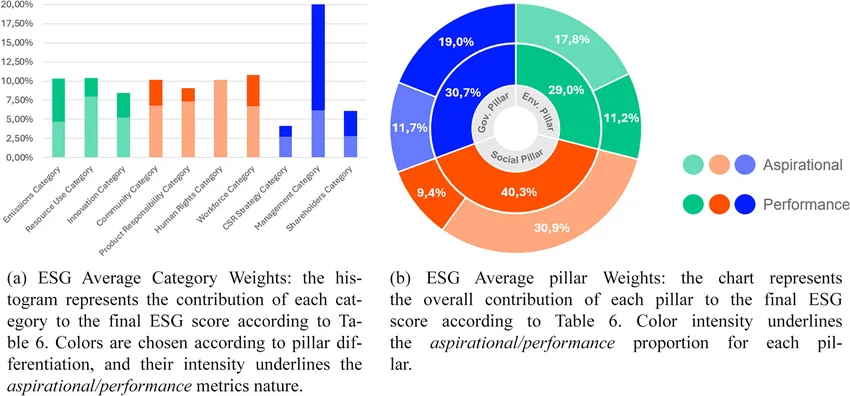 20,00%
17,50%
15,00%
12,50%
10,00%
7,50%
5,00%
2,50%
0,00%
Emissions Category
Resource Use Category
Innovation Category
Community Category
Product Responsibility Category
Human Rights Category
Workforce Category
CSR Strategy Category
Management Category
Shareholders Category
19,0%
17,8%
30,7%
29,0%
Gov. Pillar
Env. Pillar
11,7%
11,2%
Social Pillar
9,4%
40,3%
30,9%
Aspirational
Performance
(a) ESG Average Category Weights: the his-
togram represents the contribution of each cat-
egory to the final ESG score according to Ta-
ble 6. Colors are chosen according to pillar dif-
ferentiation, and their intensity underlines the
aspirational/performance metrics nature.
(b) ESG Average pillar Weights: the chart represents
the overall contribution of each pillar to the final ESG
score according to Table 6. Color intensity underlines
the aspirational/performance proportion for each pil-
lar.